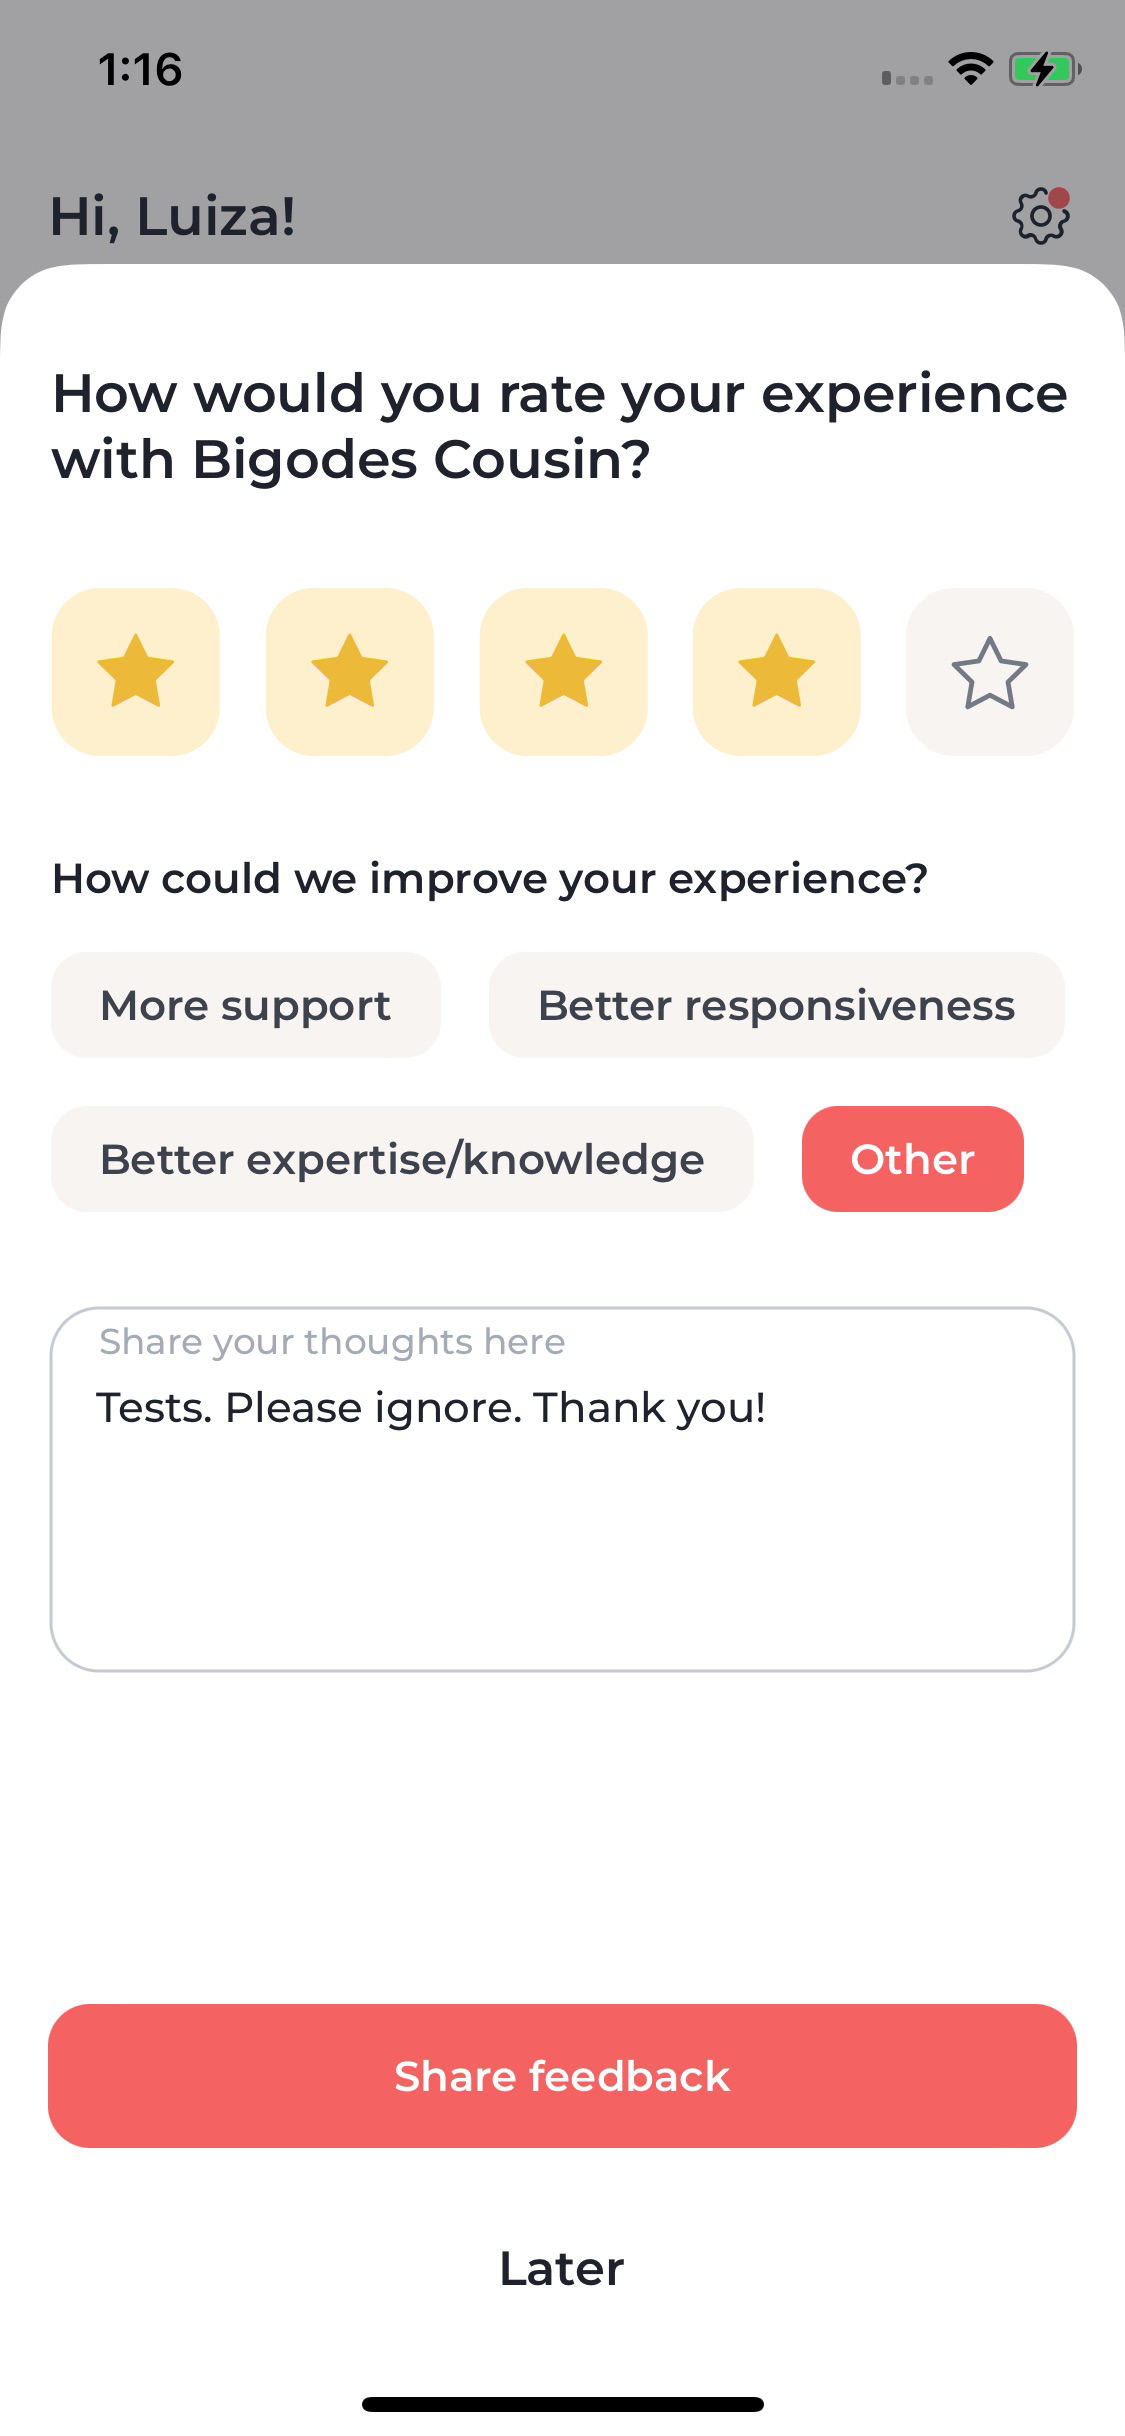 1:16
Hi, Luiza!
How would you rate your experience
with Bigodes Cousin?
How could we improve your experience?
More support
Better responsiveness
Better expertise/knowledge
Other
Share your thoughts here
Tests. Please ignore. Thank you!
Share feedback
Later